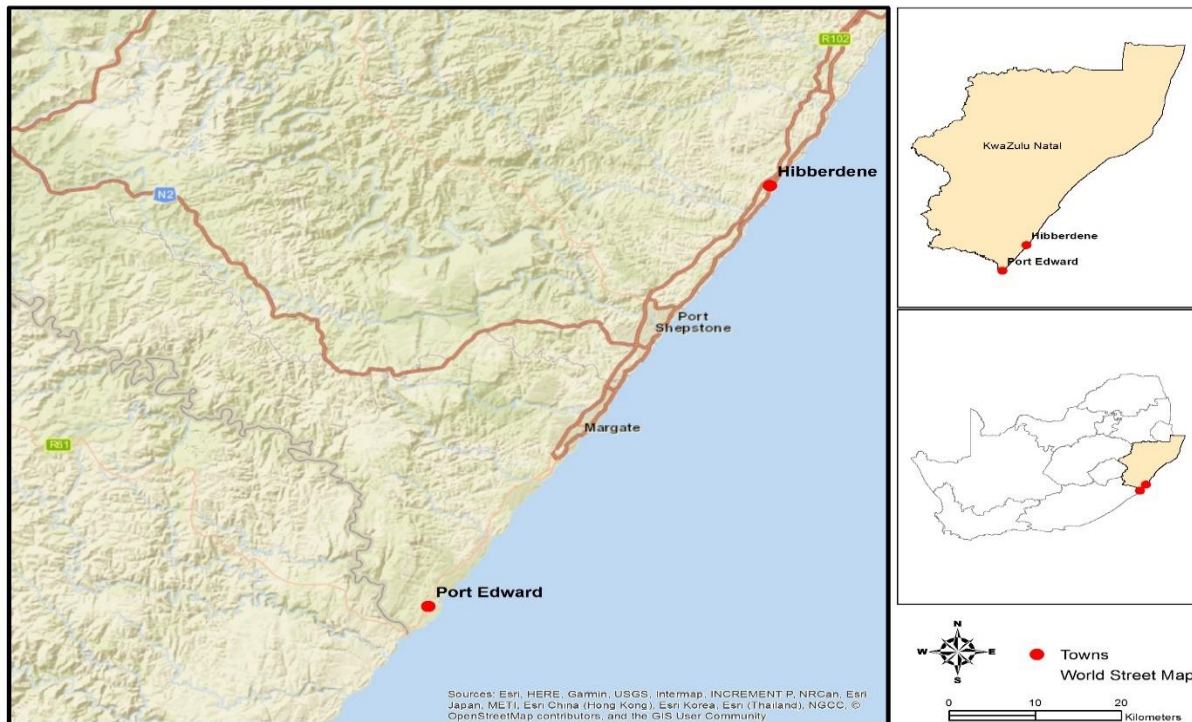 R102
Hibberdene
N2
Port
Shepstone
Margate
R61
Port Edward
Sources: Esri, HERE, Garmin, USGS, Intermap, INCREMENT P, NRCan, Esri
Japan, METI, Esri China (Hong Kong), Esri Korea, Esri (Thailand), NGCC, ©
OpenStreetMap contributors, and the GIS User Community
KwaZulu Natal
Hibberdene
Port Edward
N
W E
S
Towns
World Street Map
0 10 20
Kilometers